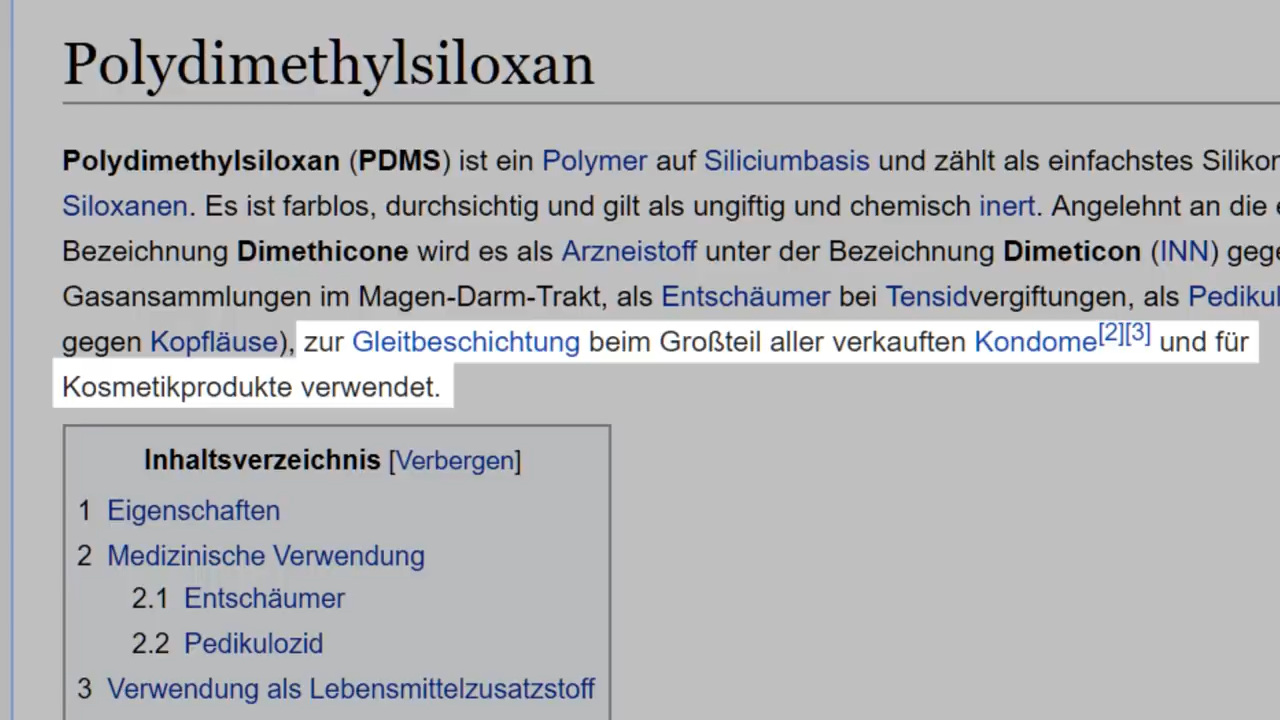 Polydimethylsiloxan
Polydimethylsiloxan (PDMS) ist ein Polymer auf Siliciumbasis und zählt als einfachstes
Siloxanen. Es ist farblos, durchsichtig und gilt als ungiftig und chemisch inert. Angelehnt an die
Bezeichnung Dimethicone wird es als Arzneistoff unter der Bezeichnung Dimeticon (INN)
Gasansammlungen im Magen-Darm-Trakt, als Entschäumer bei Tensidvergiftungen, als
gegen Kopfläuse), zur Gleitbeschichtung beim Großteil aller verkauften Kondome[2][3] und für
Kosmetikprodukte verwendet.
Inhaltsverzeichnis [Verbergen]
1 Eigenschaften
2 Medizinische Verwendung
2.1 Entschäumer
2.2 Pedikulozid
3 Verwendung als Lebensmittelzusatzstoff